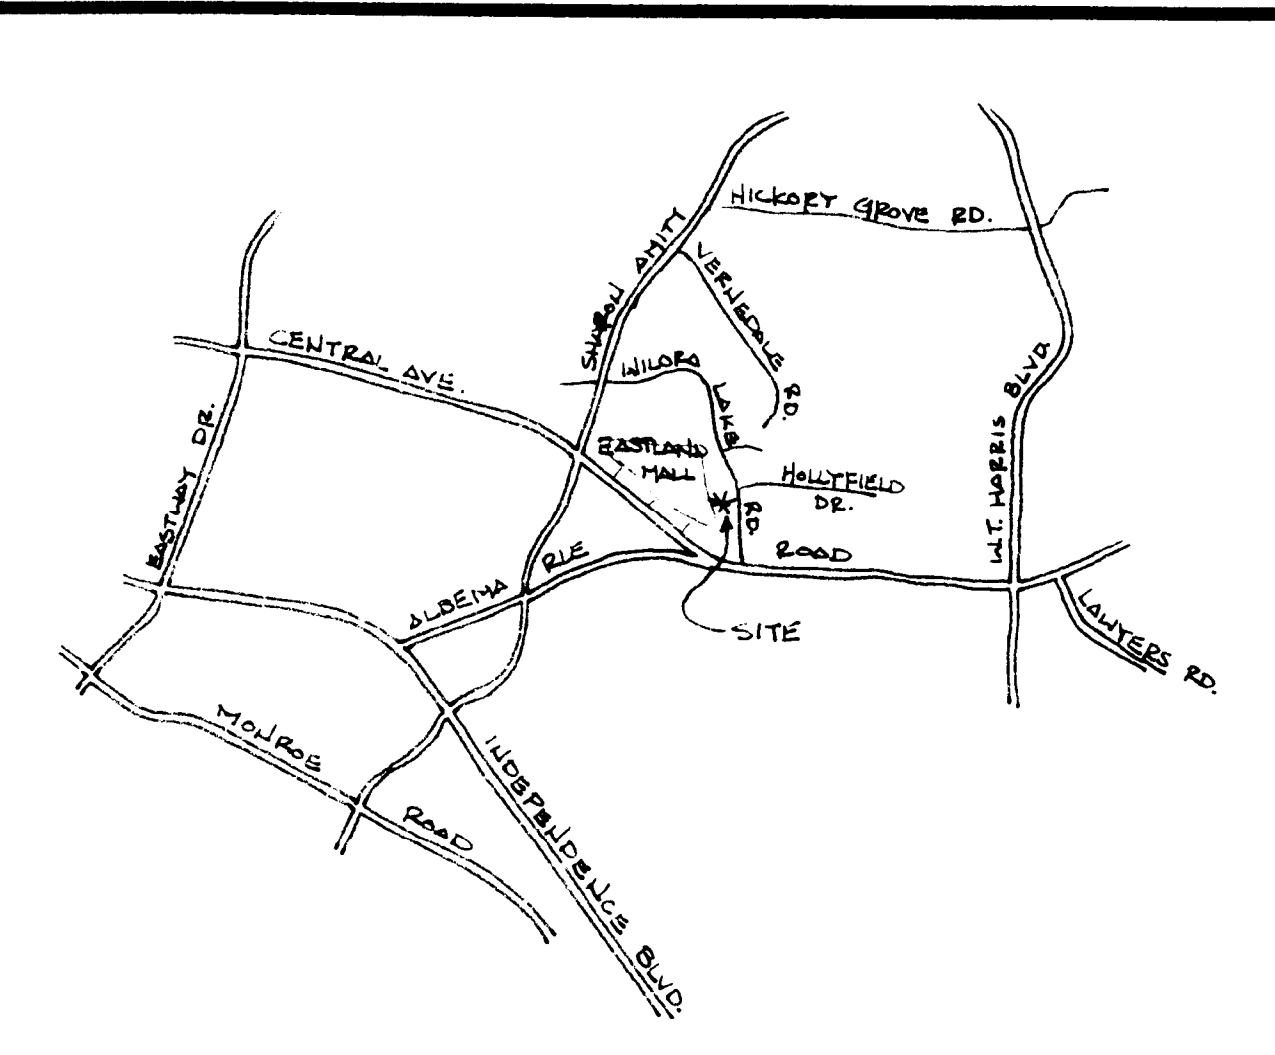 HICKORY GROVE RD.
SHARON AMITY
VERNEDALE RD.
CENTRAL AVE.
WILORA LAKE RD.
EASTWAY DR.
EASTLAND
MALL
HOLLYFIELD
DR.
W.T. HARRIS BLVD.
ALBEMARLE ROAD
SITE
LAWYERS RD.
MONROE ROAD
INDEPENDENCE BLVD.